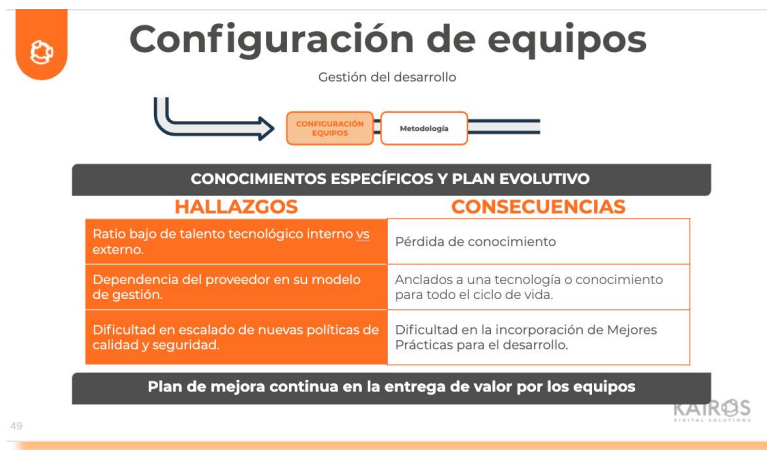 Configuración de equipos
Gestión del desarrollo
CONFIGURACIÓN
EQUIPOS
Metodología
CONOCIMIENTOS ESPECÍFICOS Y PLAN EVOLUTIVO
HALLAZGOS
CONSECUENCIAS
Ratio bajo de talento tecnológico interno vs
externo.
Pérdida de conocimiento
Dependencia del proveedor en su modelo
de gestión.
Anclados a una tecnología o conocimiento
para todo el ciclo de vida.
Dificultad en escalado de nuevas políticas de
calidad y seguridad.
Dificultad en la incorporación de Mejores
Prácticas para el desarrollo.
Plan de mejora continua en la entrega de valor por los equipos
KAIROS
DIGITAL SOLUTIONS
49